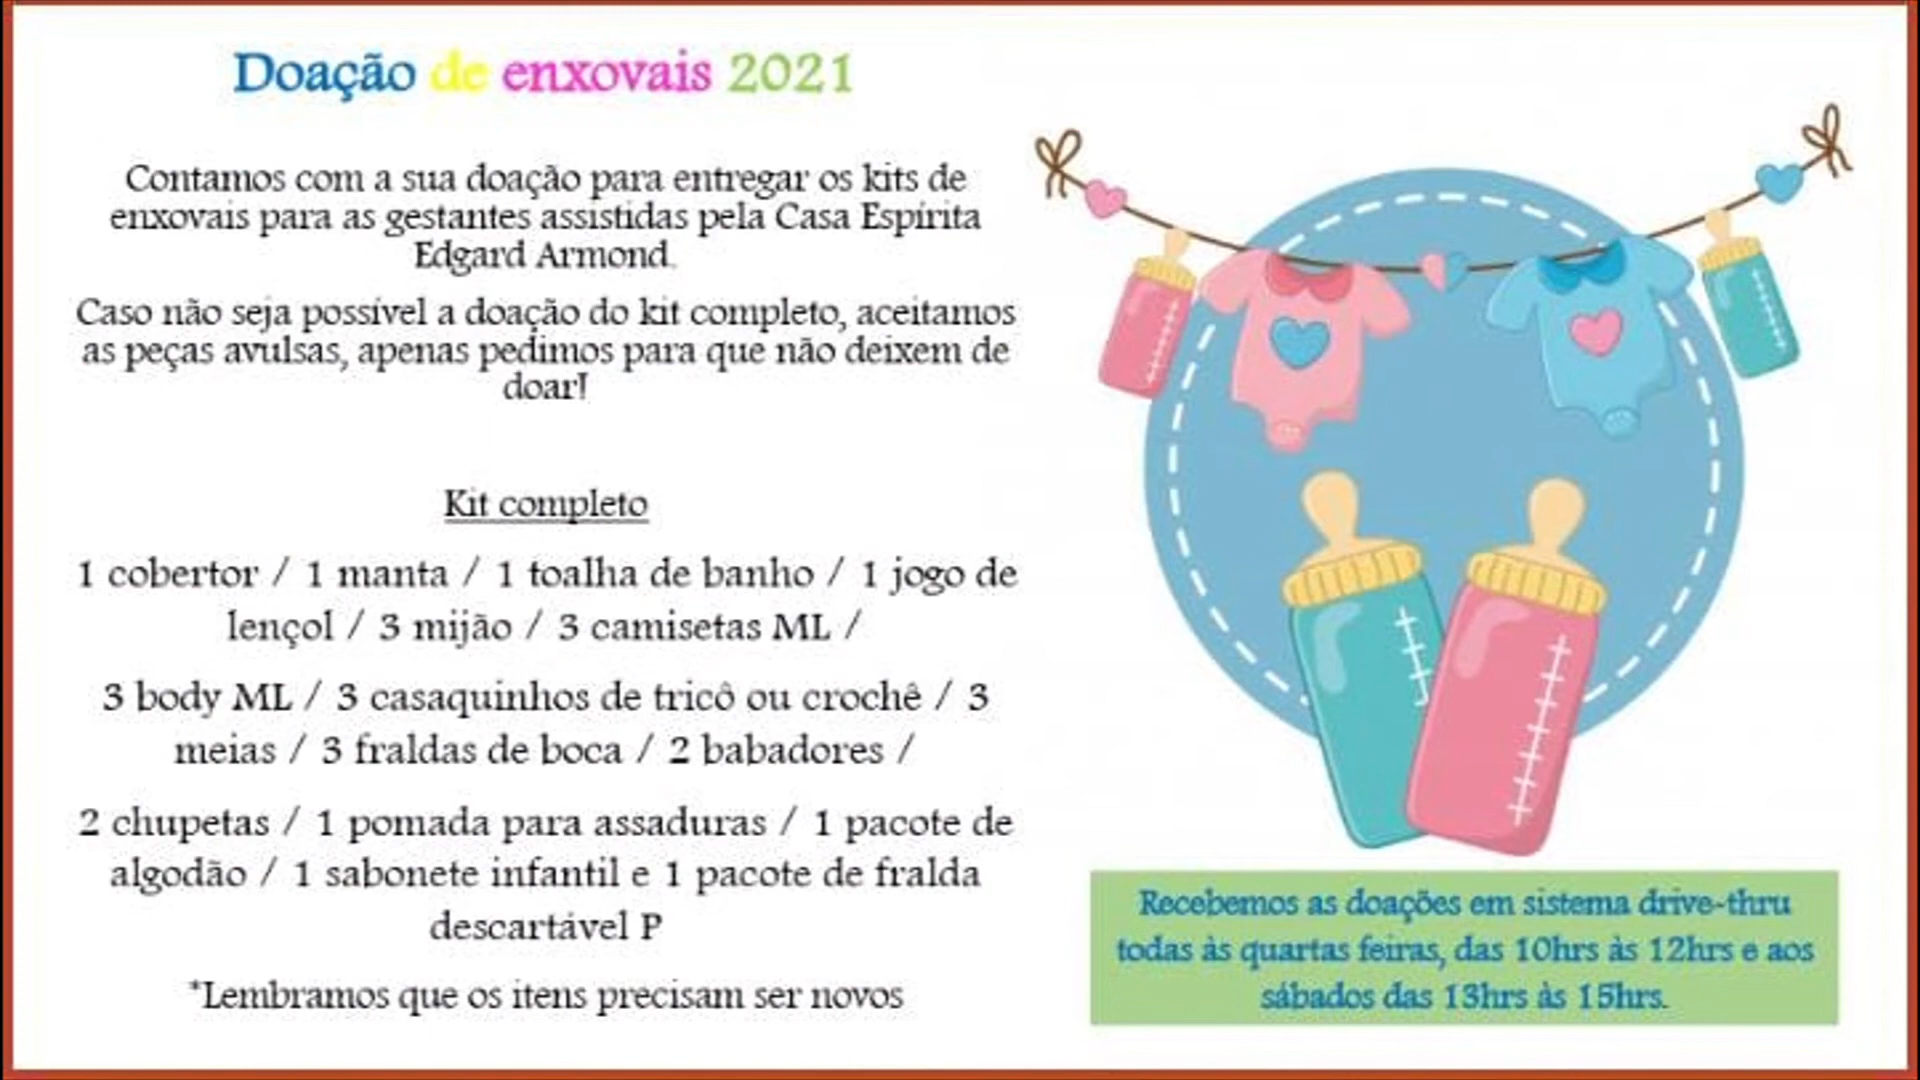 Doação de enxovais 2021
Contamos com a sua doação para entregar os kits de
enxovais para as gestantes assistidas pela Casa Espírita
Edgard Armond.
Caso não seja possível a doação do kit completo, aceitamos
as peças avulsas, apenas pedimos para que não deixem de
doar!
Kit completo
1 cobertor / 1 manta / 1 toalha de banho / 1 jogo de
lençol / 3 mijão / 3 camisetas ML /
3 body ML / 3 casaquinhos de tricô ou crochê / 3
meias / 3 fraldas de boca / 2 babadores /
2 chupetas / 1 pomada para assaduras / 1 pacote de
algodão / 1 sabonete infantil e 1 pacote de fralda
descartável P
*Lembramos que os itens precisam ser novos
Recebemos as doações em sistema drive-thru
todas às quartas feiras, das 10hrs às 12hrs e aos
sábados das 13hrs às 15hrs.